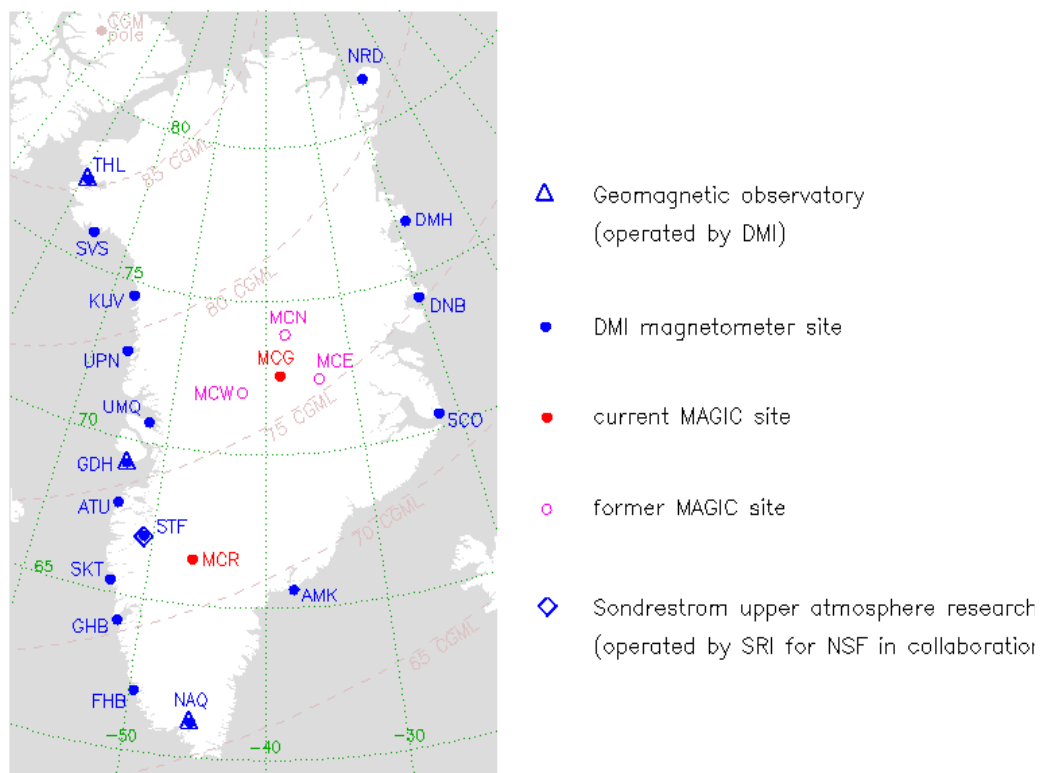 CGM
pole
NRD
80
THL
85 CGML
DMH
SVS
75
80 CGML
KUV
DNB
MCN
UPN
MCG
MCE
MCW
UMQ
70
75 CGML
SCO
GDH
ATU
STF
70 CGML
65
SKT
MCR
AMK
GHB
65 CGML
FHB
NAQ
-50
-40
-30
Geomagnetic observatory
(operated by DMI)
DMI magnetometer site
current MAGIC site
former MAGIC site
Sondrestrom upper atmosphere research
(operated by SRI for NSF in collaboration